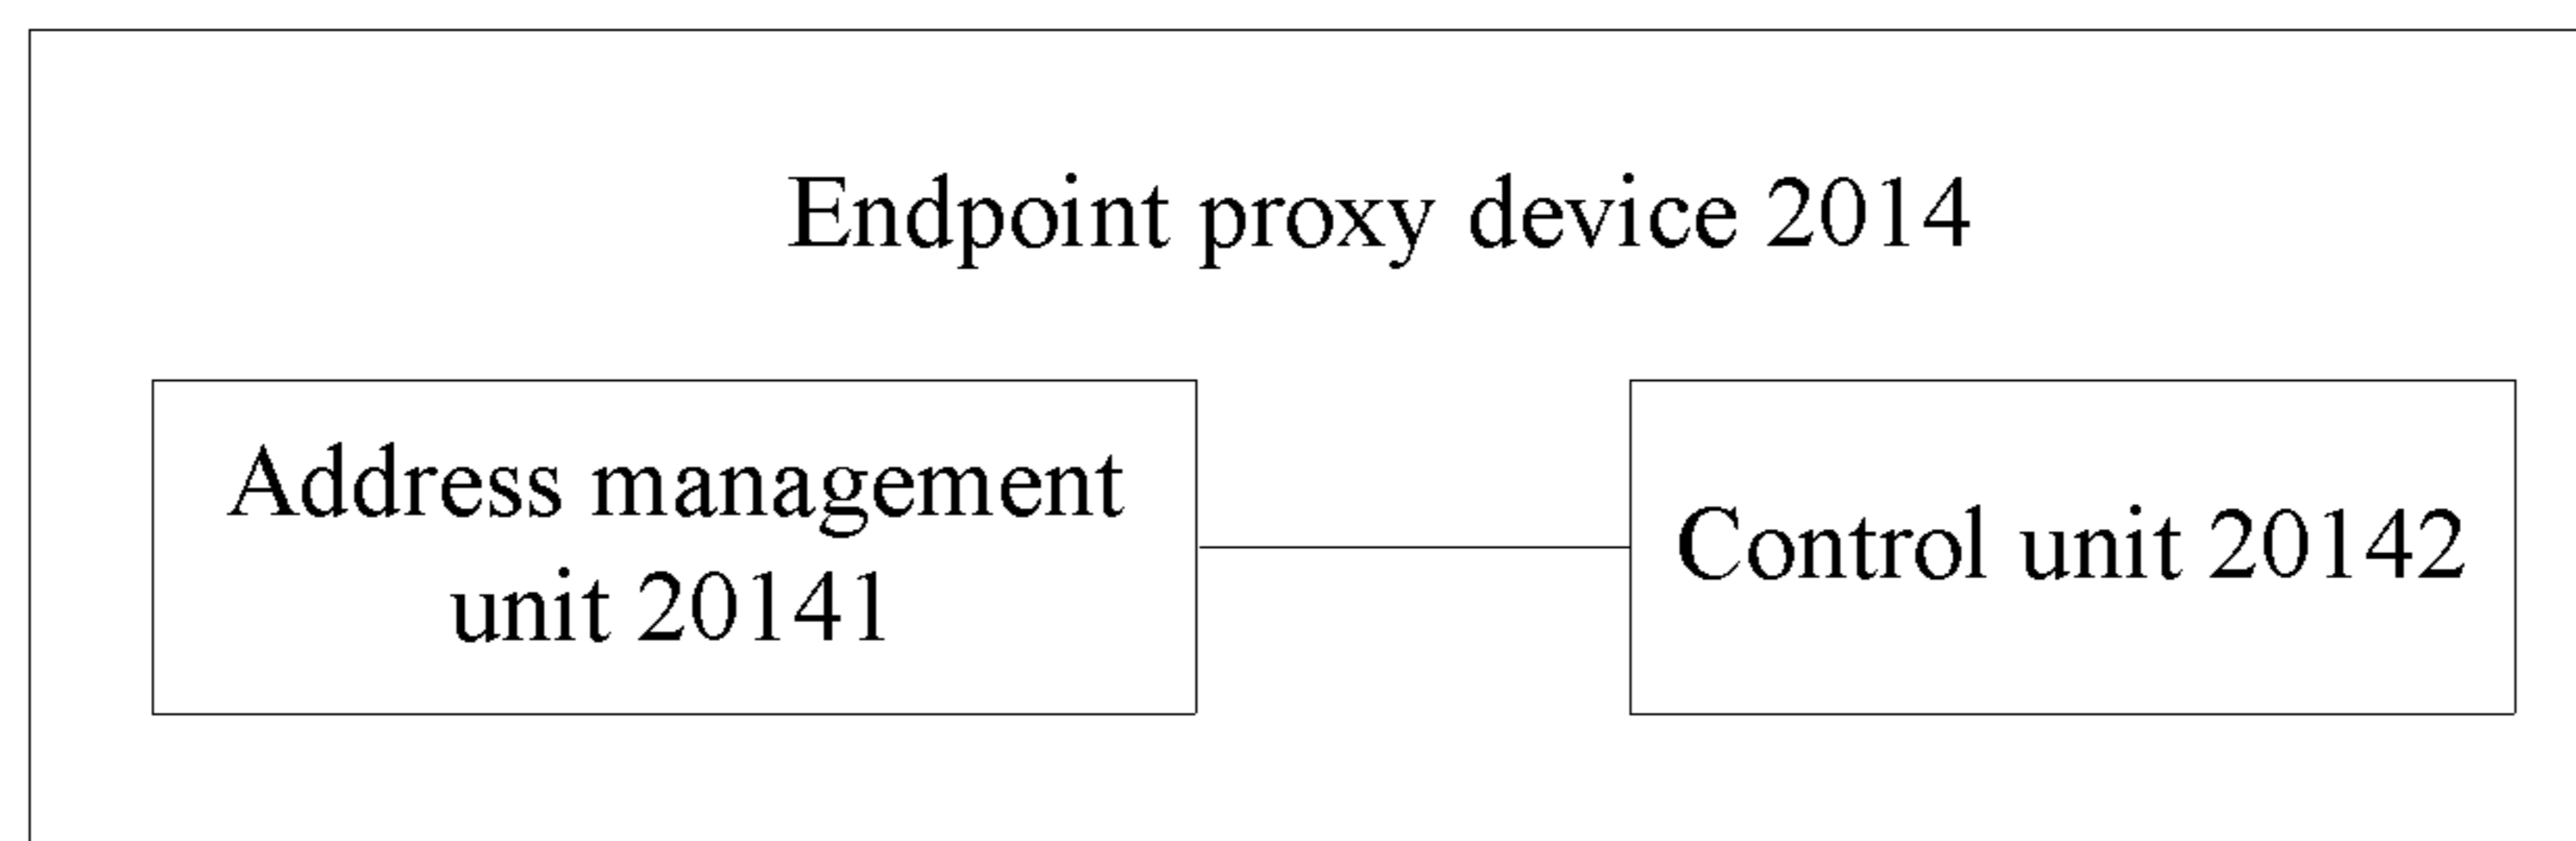 Endpoint proxy device 2014
Address management
unit 20141
Control unit 20142